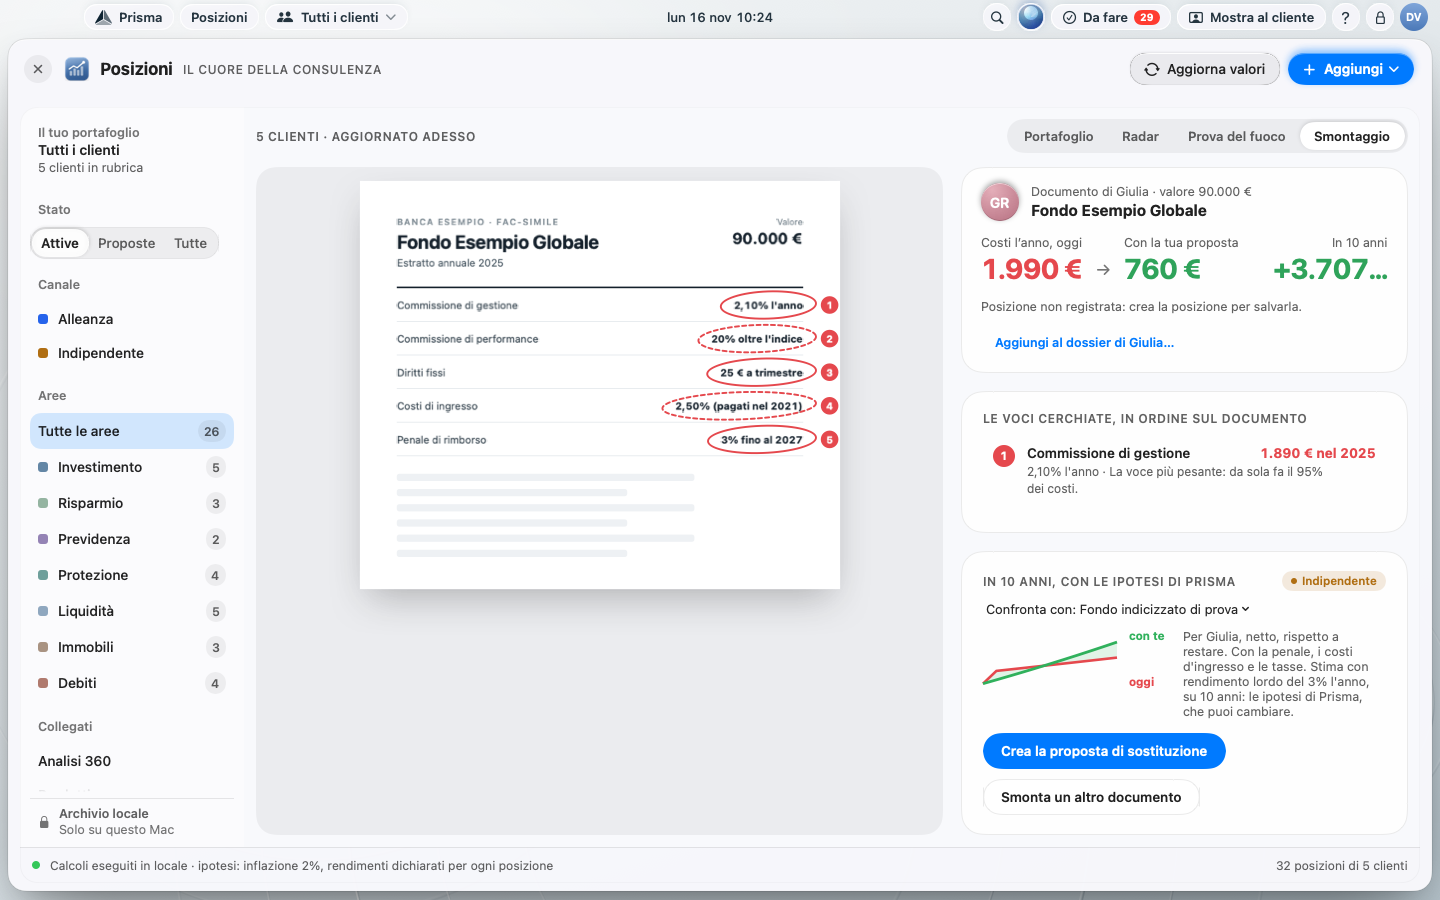 Prisma
Posizioni
Tutti i clienti
lun 16 nov 10:24
Da fare 29
Mostra al cliente
?
DV
Posizioni IL CUORE DELLA CONSULENZA
Aggiorna valori
+ Aggiungi
Il tuo portafoglio
Tutti i clienti
5 clienti in rubrica
Stato
Attive Proposte Tutte
Canale
Alleanza
Indipendente
Aree
Tutte le aree 26
Investimento 5
Risparmio 3
Previdenza 2
Protezione 4
Liquidità 5
Immobili 3
Debiti 4
Collegati
Analisi 360
Archivio locale
Solo su questo Mac
5 CLIENTI · AGGIORNATO ADESSO
Portafoglio Radar Prova del fuoco Smontaggio
BANCA ESEMPIO · FAC-SIMILE
Valore
Fondo Esempio Globale
90.000 €
Estratto annuale 2025
Commissione di gestione 2,10% l'anno 1
Commissione di performance 20% oltre l'indice 2
Diritti fissi 25 € a trimestre 3
Costi di ingresso 2,50% (pagati nel 2021) 4
Penale di rimborso 3% fino al 2027 5
GR
Documento di Giulia · valore 90.000 €
Fondo Esempio Globale
Costi l'anno, oggi Con la tua proposta In 10 anni
1.990 € → 760 € +3.707…
Posizione non registrata: crea la posizione per salvarla.
Aggiungi al dossier di Giulia...
LE VOCI CERCHIATE, IN ORDINE SUL DOCUMENTO
1 Commissione di gestione 1.890 € nel 2025
2,10% l'anno · La voce più pesante: da sola fa il 95%
dei costi.
IN 10 ANNI, CON LE IPOTESI DI PRISMA
Indipendente
Confronta con: Fondo indicizzato di prova
con te
oggi
Per Giulia, netto, rispetto a
restare. Con la penale, i costi
d'ingresso e le tasse. Stima con
rendimento lordo del 3% l'anno,
su 10 anni: le ipotesi di Prisma,
che puoi cambiare.
Crea la proposta di sostituzione
Smonta un altro documento
Calcoli eseguiti in locale · ipotesi: inflazione 2%, rendimenti dichiarati per ogni posizione
32 posizioni di 5 clienti